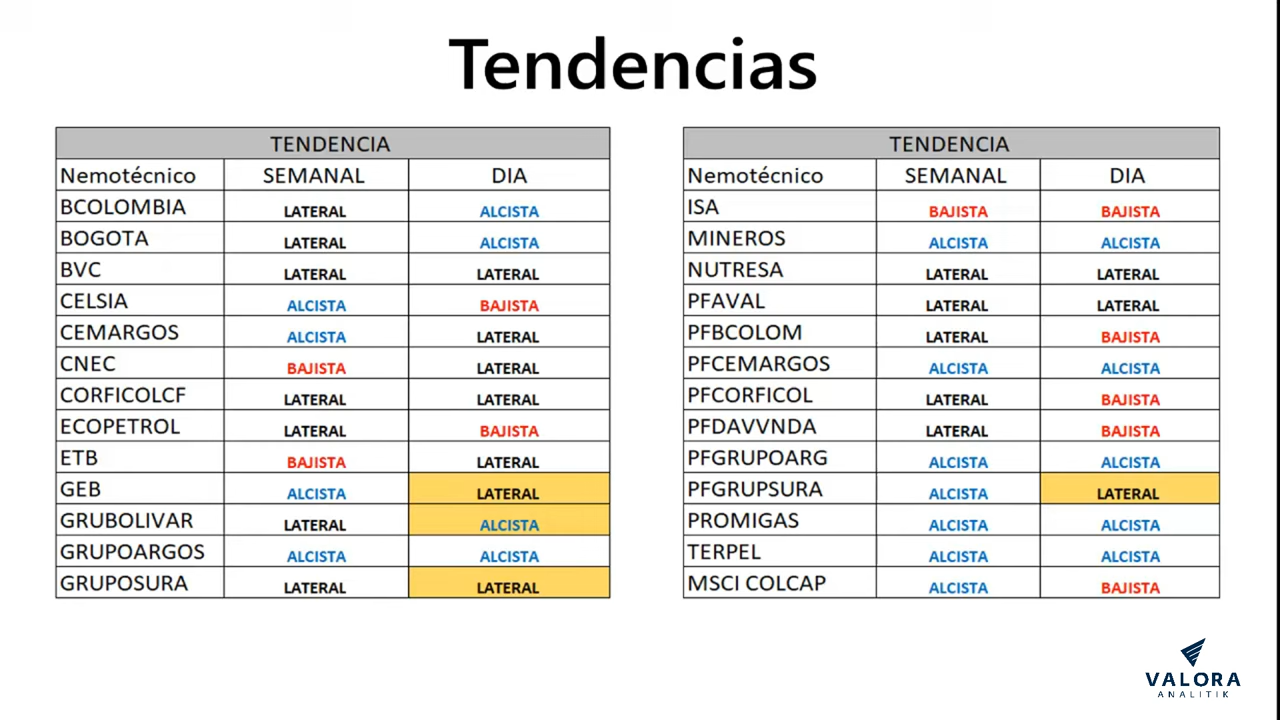 Tendencias
TENDENCIA
Nemotécnico SEMANAL DIA
BCOLOMBIA LATERAL ALCISTA
BOGOTA LATERAL ALCISTA
BVC LATERAL LATERAL
CELSIA ALCISTA BAJISTA
CEMARGOS ALCISTA LATERAL
CNEC BAJISTA LATERAL
CORFICOLCF LATERAL LATERAL
ECOPETROL LATERAL BAJISTA
ETB BAJISTA LATERAL
GEB ALCISTA LATERAL
GRUBOLIVAR LATERAL ALCISTA
GRUPOARGOS ALCISTA ALCISTA
GRUPOSURA LATERAL LATERAL
TENDENCIA
Nemotécnico SEMANAL DIA
ISA BAJISTA BAJISTA
MINEROS ALCISTA ALCISTA
NUTRESA LATERAL LATERAL
PFAVAL LATERAL LATERAL
PFBCOLOM LATERAL BAJISTA
PFCEMARGOS ALCISTA ALCISTA
PFCORFICOL LATERAL BAJISTA
PFDAVVNDA LATERAL BAJISTA
PFGRUPOARG ALCISTA ALCISTA
PFGRUPSURA ALCISTA LATERAL
PROMIGAS ALCISTA ALCISTA
TERPEL ALCISTA ALCISTA
MSCI COLCAP ALCISTA BAJISTA
VALORA
ANALITIK